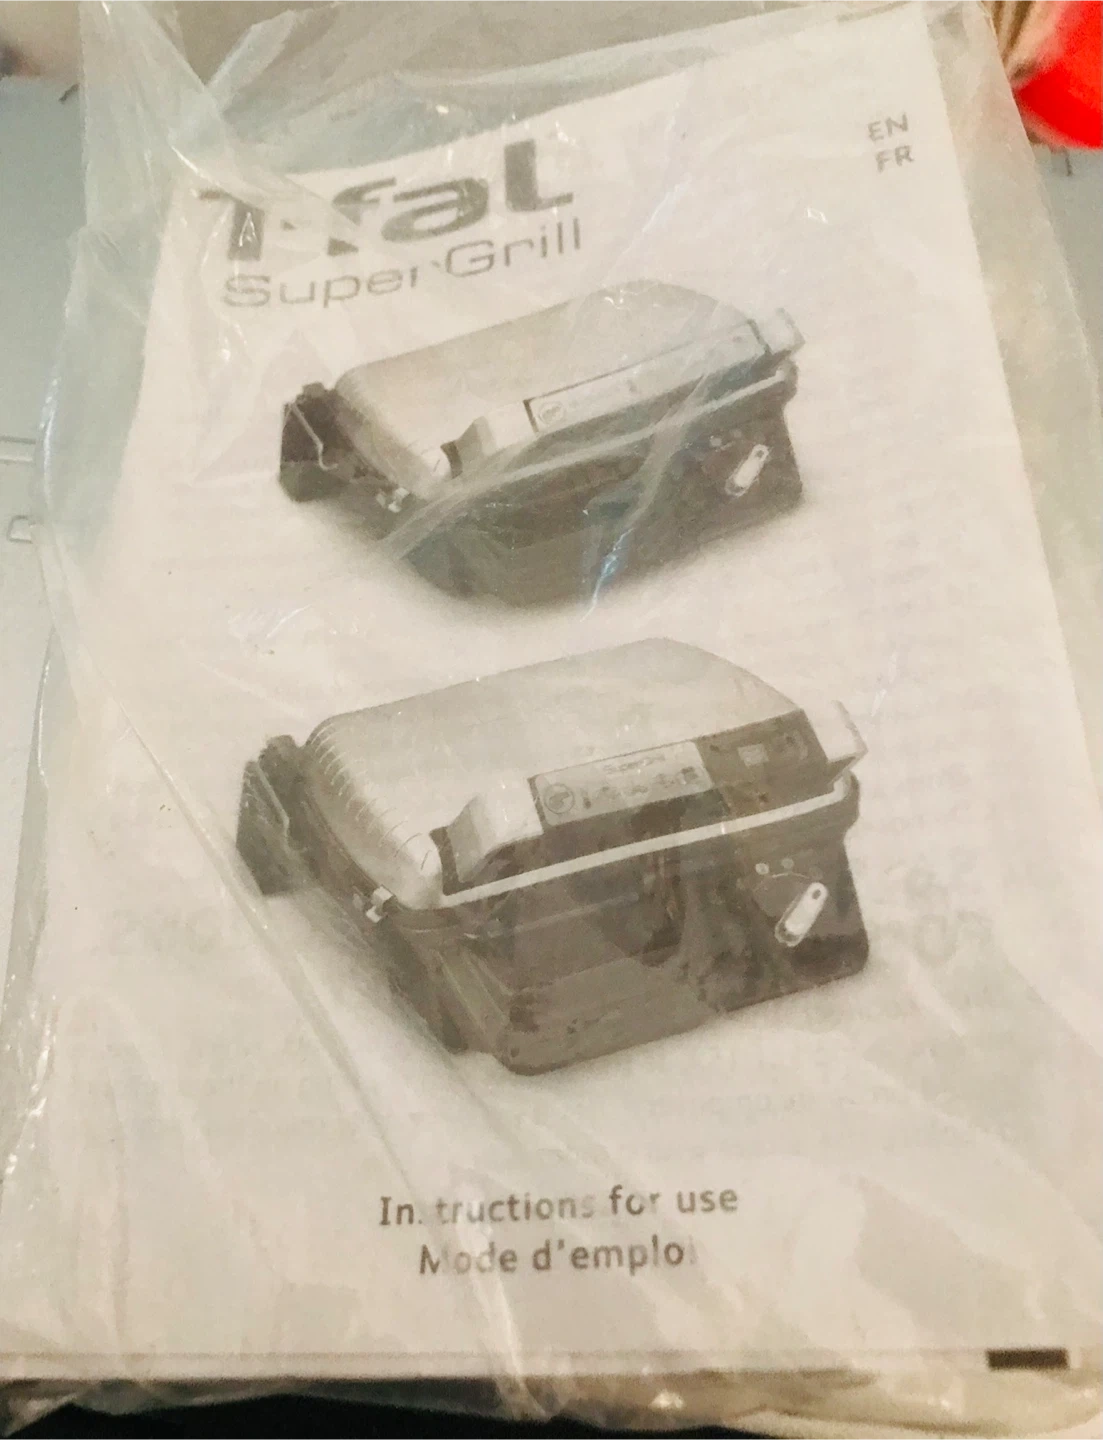 T-fal
SuperGrill
EN
FR
Instructions for use
Mode d'emploi